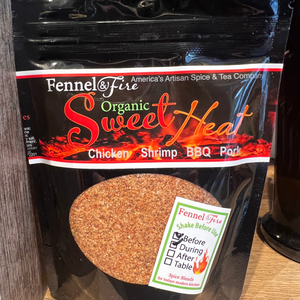 Fennel & Fire
America's Artisan Spice & Tea Company
Organic
Sweet Heat
Chicken Shrimp BBQ Pork
Fennel & Fire
Shake Before Use
Before
During
After
Table
Spice Blends